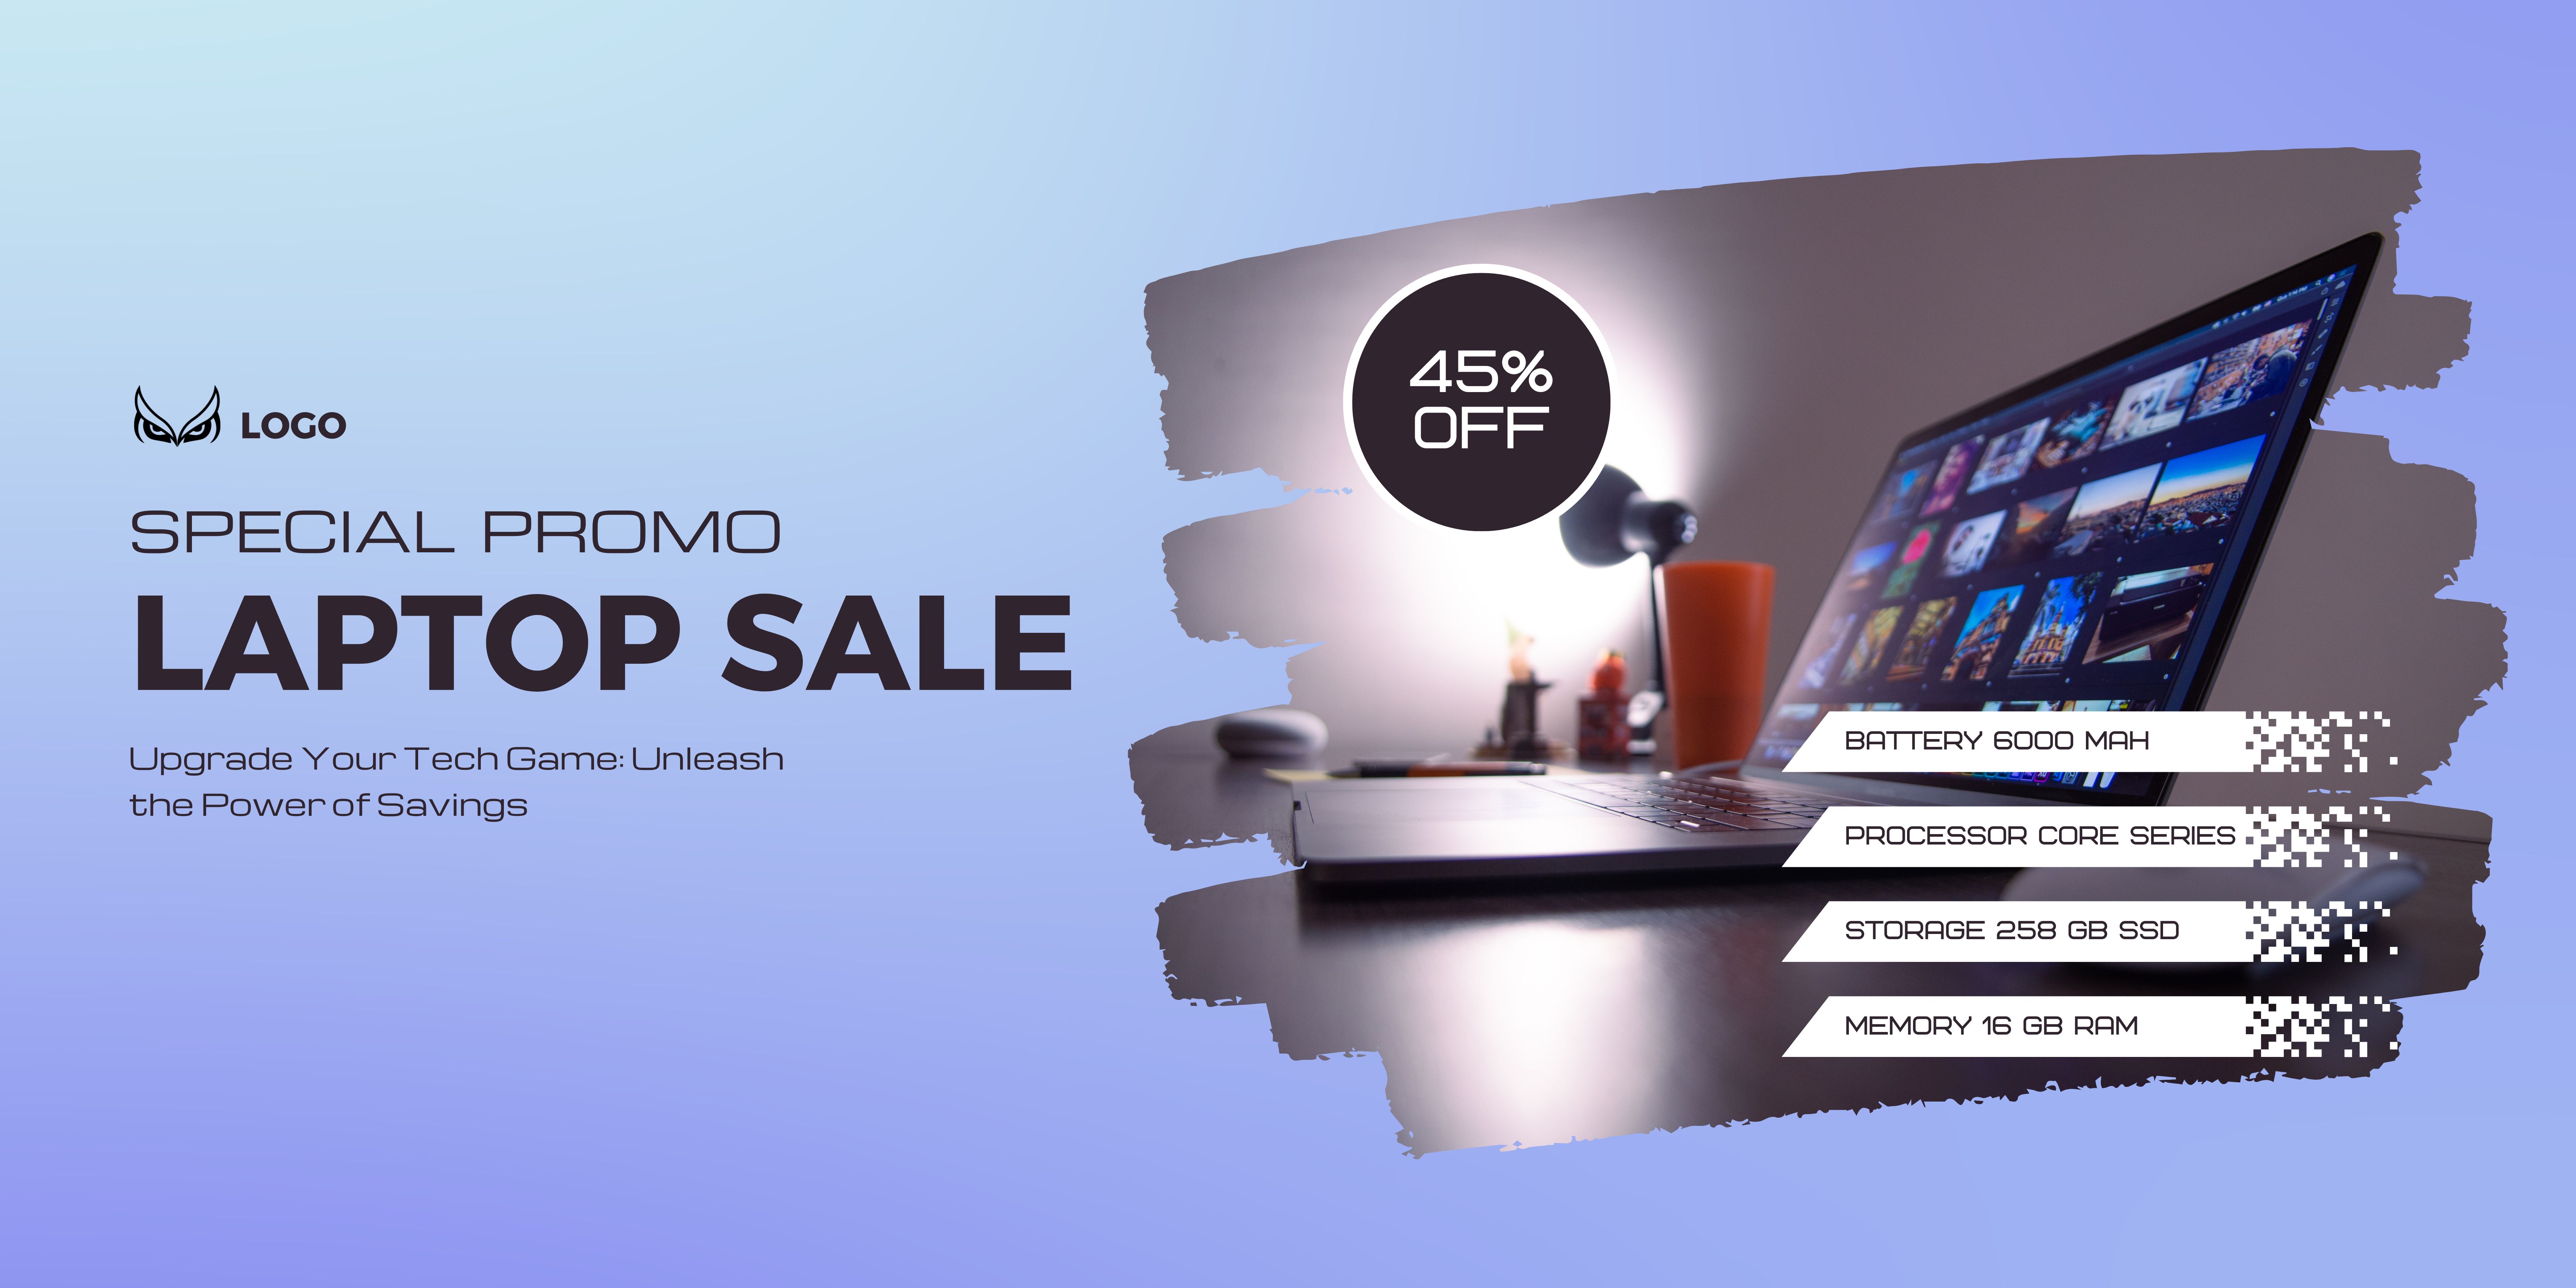 LOGO
SPECIAL PROMO
LAPTOP SALE
Upgrade Your Tech Game: Unleash
the Power of Savings
45%
OFF
BATTERY 6000 MAH
PROCESSOR CORE SERIES
STORAGE 258 GB SSD
MEMORY 16 GB RAM